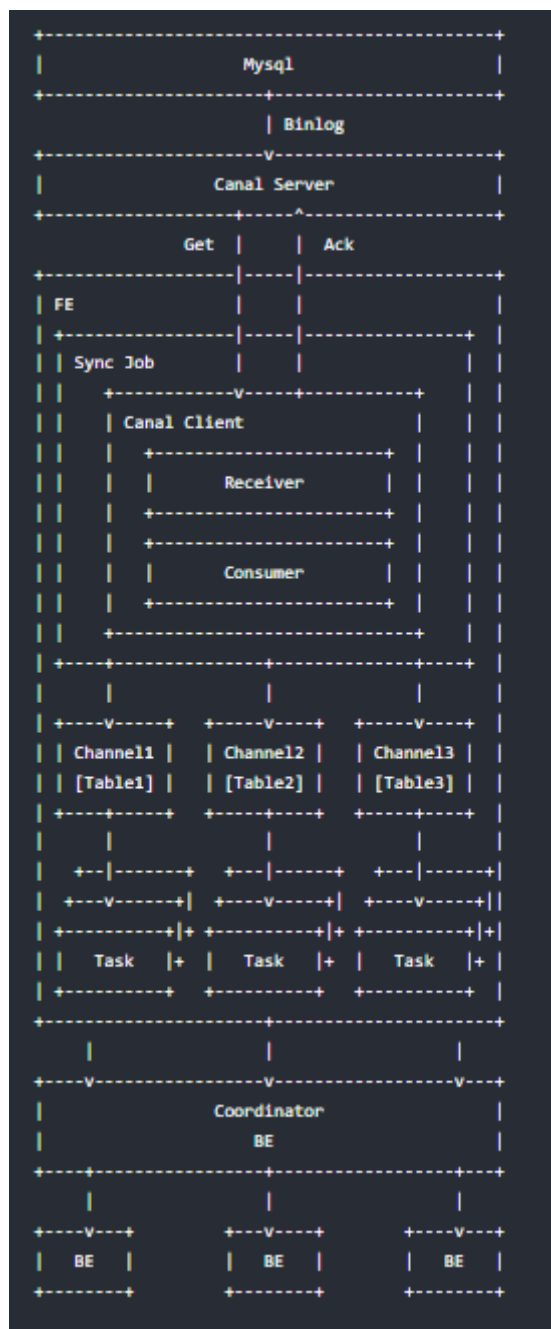 Mysql
Binlog
Canal Server
Get Ack
FE
Sync Job
Canal Client
Receiver
Consumer
Channel1 Channel2 Channel3
[Table1] [Table2] [Table3]
Task Task Task
Coordinator
BE
BE BE BE